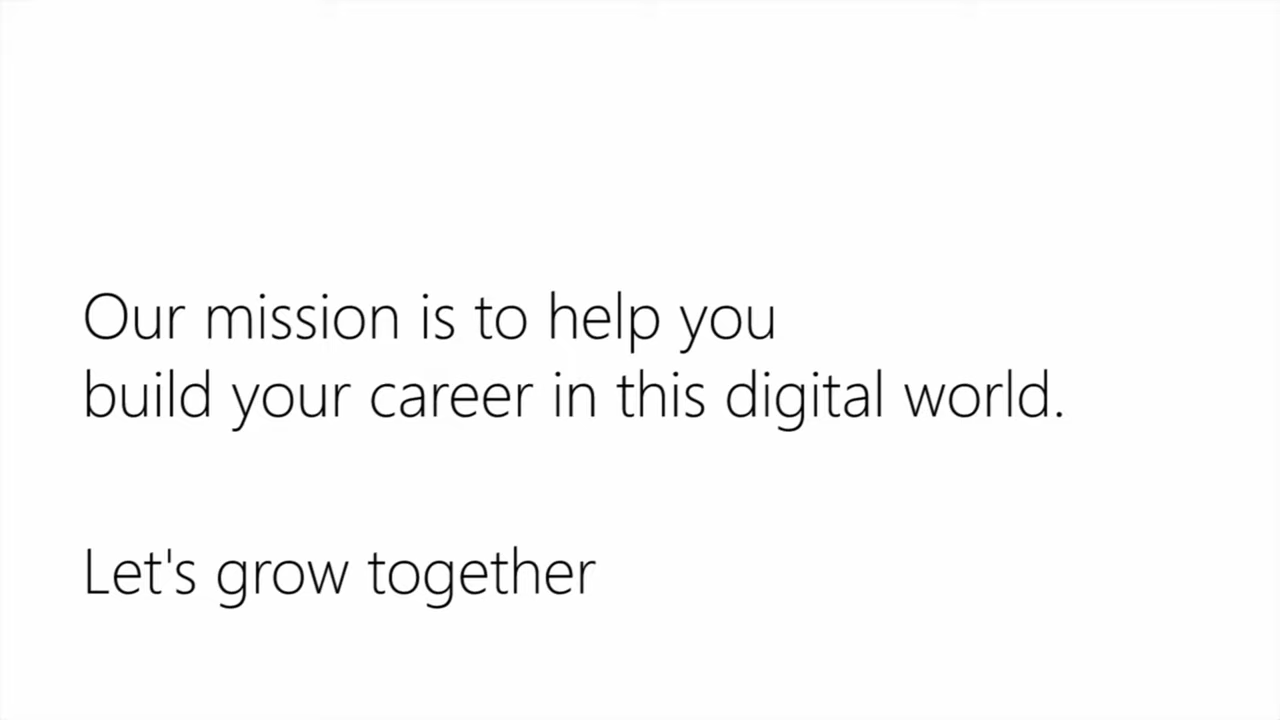 Our mission is to help you
build your career in this digital world.
Let's grow together